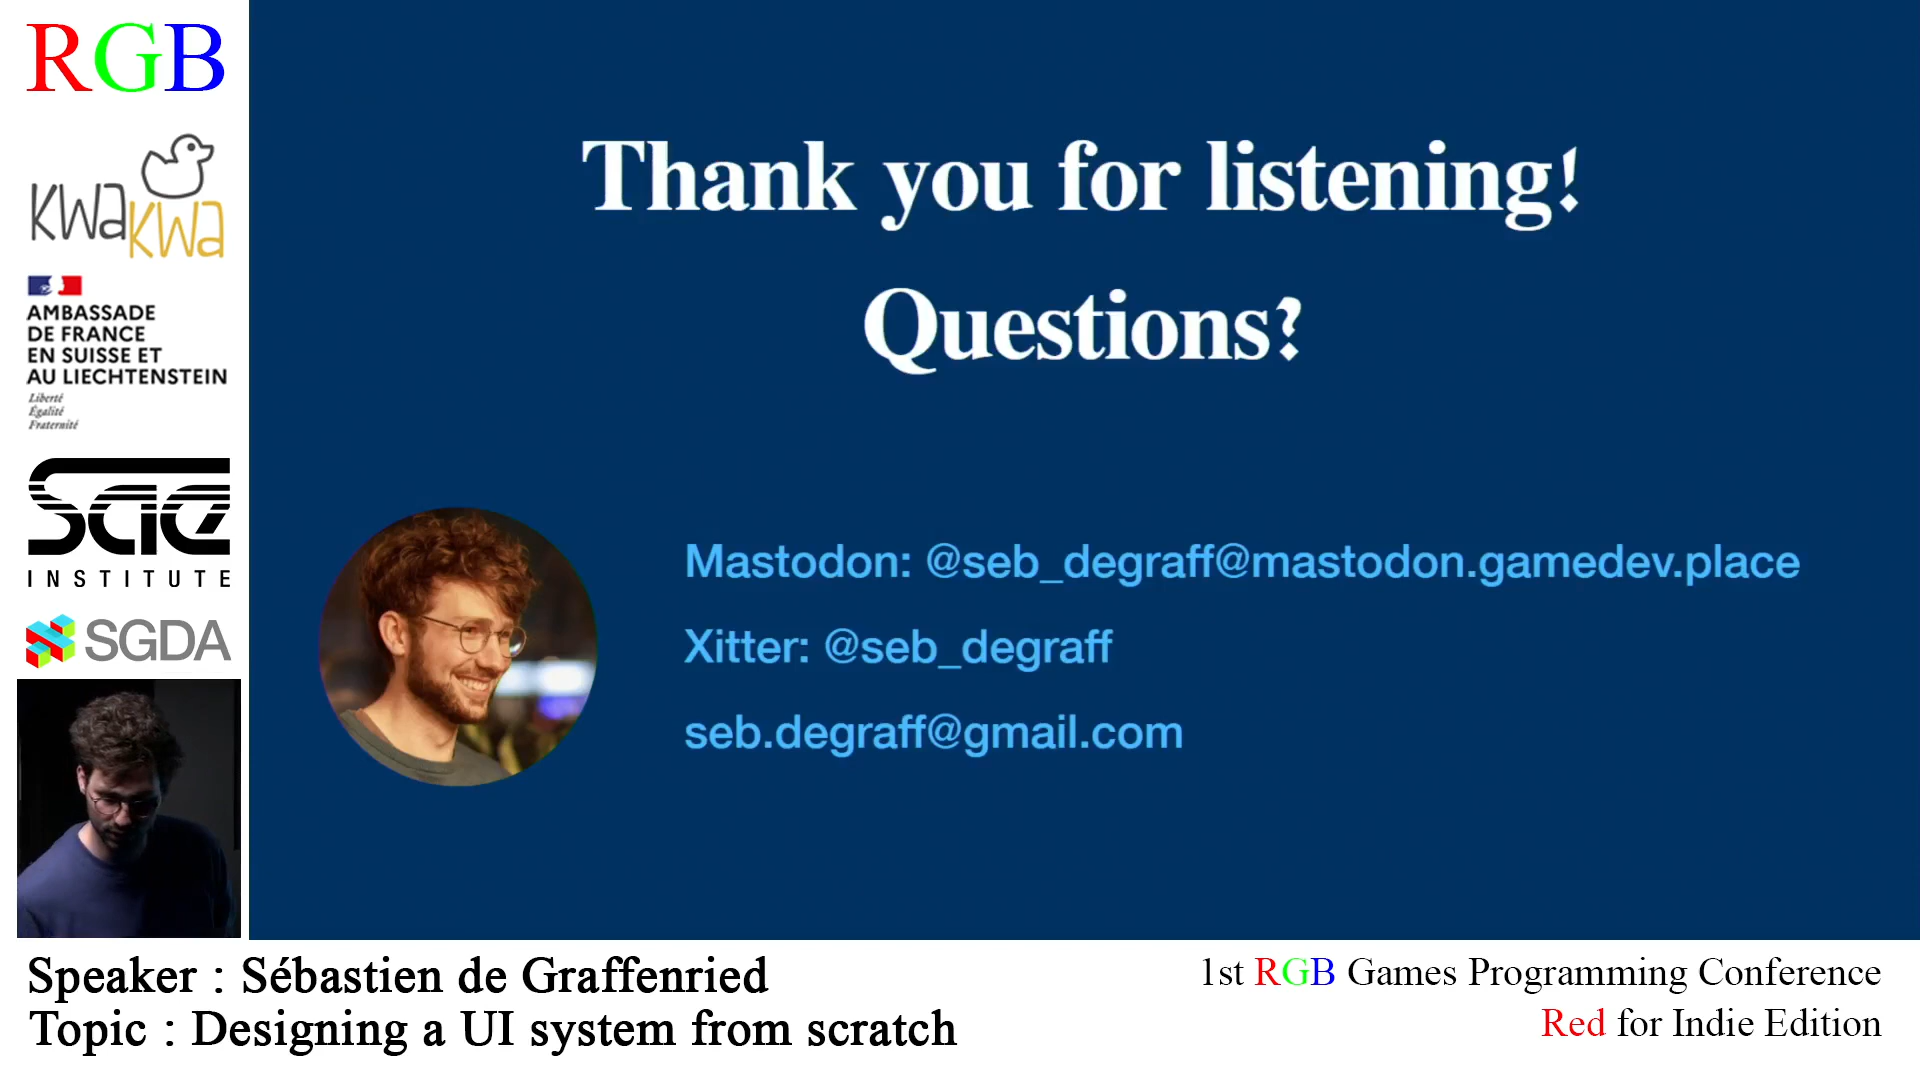 RGB
KWAKWA
AMBASSADE
DE FRANCE
EN SUISSE ET
AU LIECHTENSTEIN
Liberté
Égalité
Fraternité
Sae
INSTITUTE
SGDA
Thank you for listening!
Questions?
Mastodon: @seb_degraff@mastodon.gamedev.place
Xitter: @seb_degraff
seb.degraff@gmail.com
Speaker : Sébastien de Graffenried
Topic : Designing a UI system from scratch
1st RGB Games Programming Conference
Red for Indie Edition